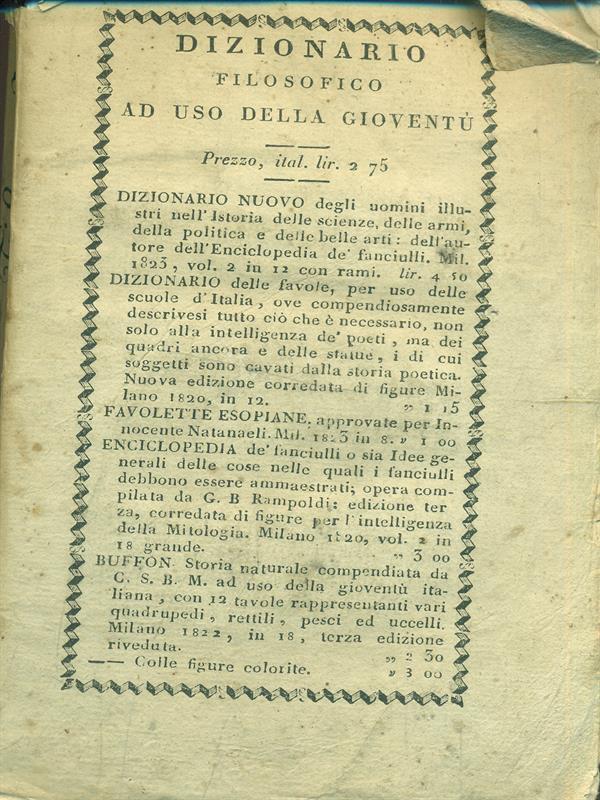 DIZIONARIO
FILOSOFICO
AD USO DELLA GIOVENTÙ
Prezzo, ital. lir. 2 75
DIZIONARIO NUOVO degli uomini illu-
stri nell'Istoria delle scienze, delle armi,
della politica e delle belle arti: dell'au-
tore dell'Enciclopedia de' fanciulli. Mil.
1823, vol. 2 in 12 con rami. lir. 4 50
DIZIONARIO delle favole, per uso delle
scuole d'Italia, ove compendiosamente
descrivesi tutto ciò che è necessario, non
solo alla intelligenza de' poeti, ma dei
quadri ancora e delle statue, i di cui
soggetti sono cavati dalla storia poetica.
Nuova edizione corredata di figure Mi-
lano 1820, in 12. „ 1 15
FAVOLETTE ESOPIANE, approvate per In-
nocente Natanaeli. Mil. 1823 in 8. „ 1 00
ENCICLOPEDIA de' fanciulli o sia Idee ge-
nerali delle cose nelle quali i fanciulli
debbono essere ammaestrati; opera com-
pilata da G. B Rampoldi: edizione ter
za, corredata di figure per l'intelligenza
della Mitologia. Milano 1820, vol. 2 in
18 grande. „ 3 00
BUFFON Storia naturale compendiata da
C. S. B. M. ad uso della gioventù ita-
liana, con 12 tavole rappresentanti vari
quadrupedi, rettili, pesci ed uccelli.
Milano 1822, in 18, terza edizione
riveduta. „ 2 30
—— Colle figure colorite. „ 3 00